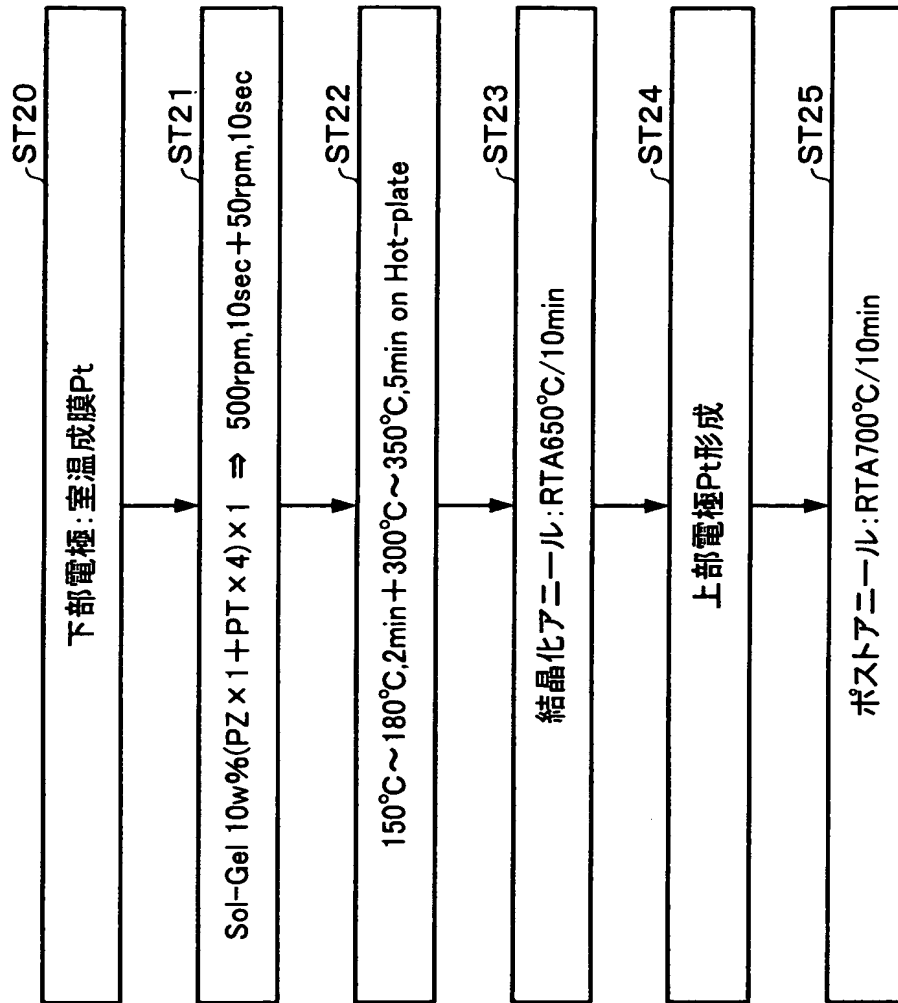 ST20
下部電極:室温成膜Pt
ST21
Sol-Gel 10w%(PZ×1+PT×4)×1 ⇒ 500rpm,10sec+50rpm,10sec
ST22
150℃～180℃,2min+300℃～350℃,5min on Hot-plate
ST23
結晶化アニール:RTA650℃/10min
ST24
上部電極Pt形成
ST25
ポストアニール:RTA700℃/10min